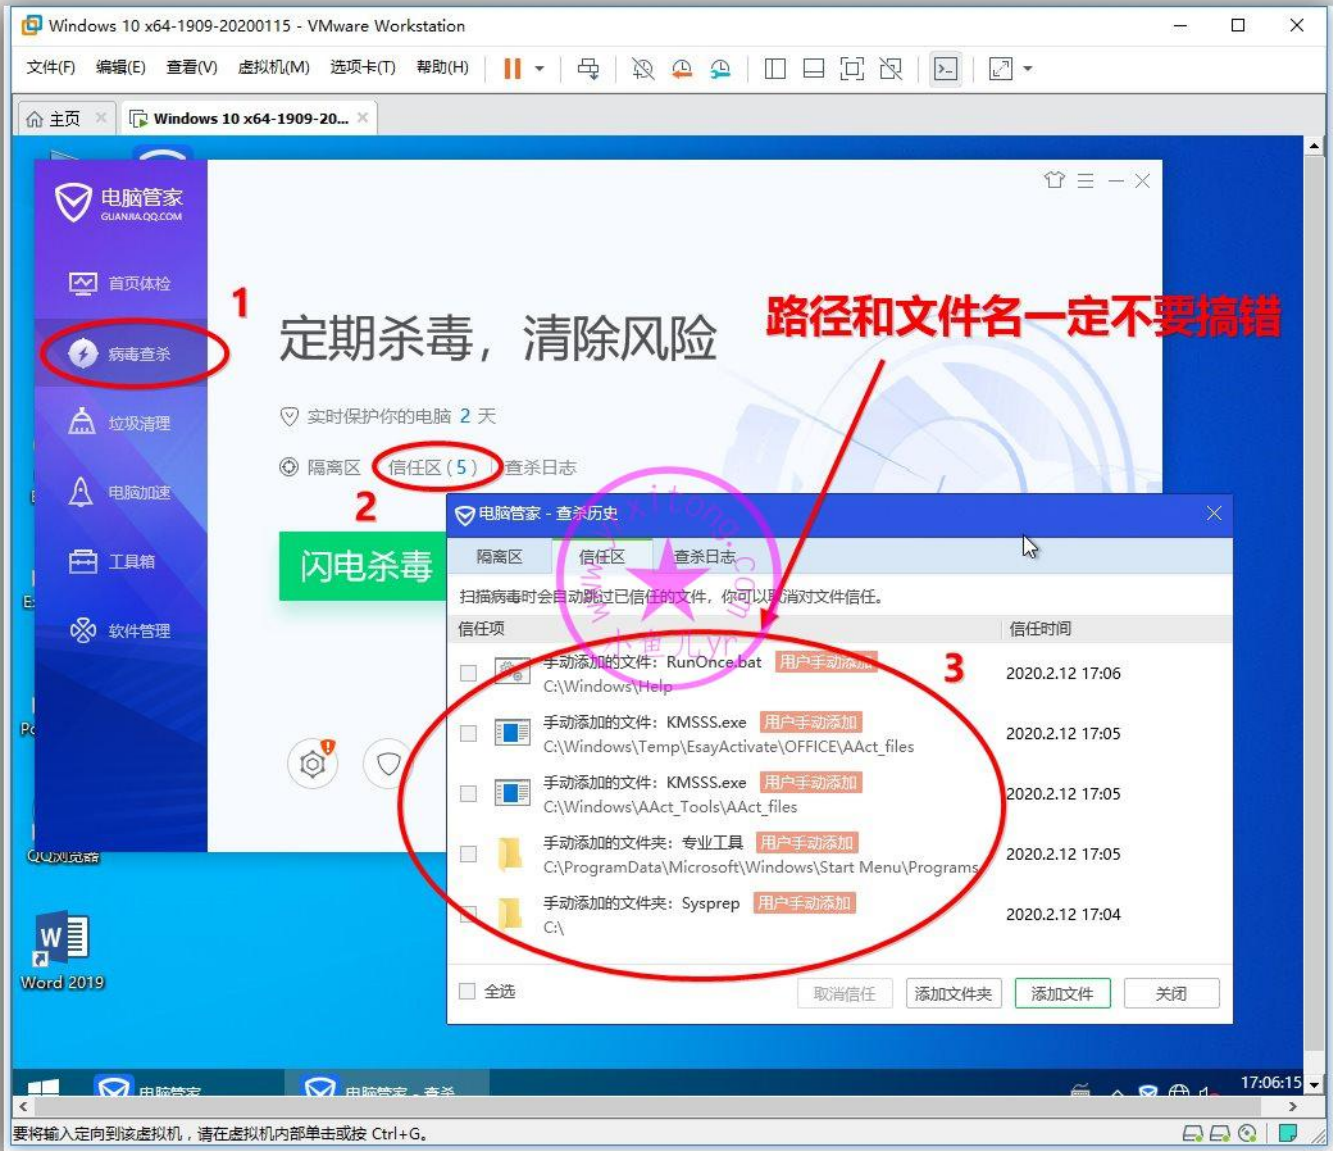 Windows 10 x64-1909-20200115 - VMware Workstation
文件(F) 编辑(E) 查看(V) 虚拟机(M) 选项卡(T) 帮助(H)
主页
Windows 10 x64-1909-20...
电脑管家
GUANJIA.QQ.COM
首页体检
1
病毒查杀
垃圾清理
电脑加速
工具箱
软件管理
路径和文件名一定不要搞错
定期杀毒，清除风险
实时保护你的电脑 2 天
隔离区 信任区(5) 查杀日志
2
闪电杀毒
电脑管家 - 查杀历史
隔离区 信任区 查杀日志
扫描病毒时会自动跳过已信任的文件，你可以取消对文件信任。
信任项 信任时间
手动添加的文件：RunOnce.bat 用户手动添加
C:\Windows\Help
2020.2.12 17:06
3
手动添加的文件：KMSSS.exe 用户手动添加
C:\Windows\Temp\EsayActivate\OFFICE\AAct_files
2020.2.12 17:05
手动添加的文件：KMSSS.exe 用户手动添加
C:\Windows\AAct_Tools\AAct_files
2020.2.12 17:05
手动添加的文件夹：专业工具 用户手动添加
C:\ProgramData\Microsoft\Windows\Start Menu\Programs
2020.2.12 17:05
手动添加的文件夹：Sysprep 用户手动添加
C:\
2020.2.12 17:04
全选 取消信任 添加文件夹 添加文件 关闭
www.yrxitong.com
小鱼儿yr
QQ浏览器
Word 2019
电脑管家
电脑管家 - 查杀
17:06:15
要将输入定向到该虚拟机，请在虚拟机内部单击或按 Ctrl+G。